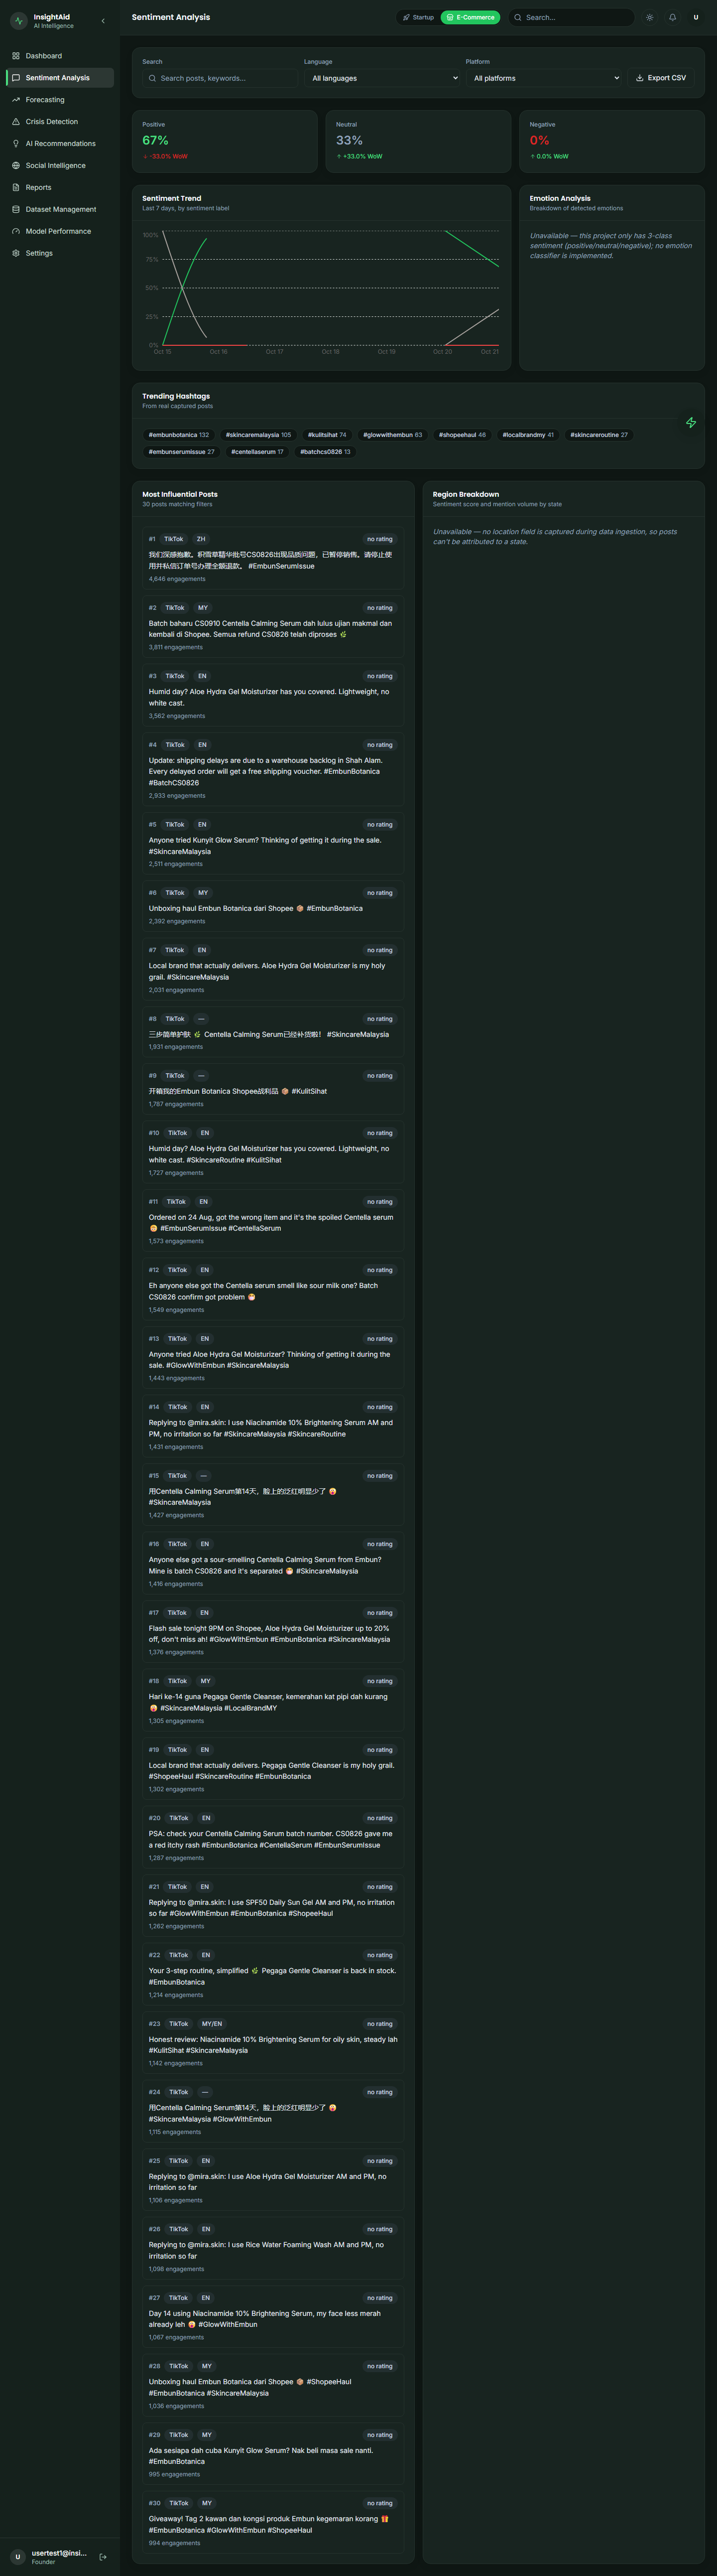 InsightAid
AI Intelligence
Dashboard
Sentiment Analysis
Forecasting
Crisis Detection
AI Recommendations
Social Intelligence
Reports
Dataset Management
Model Performance
Settings
usertest1@insi...
Founder
U
Sentiment Analysis
Startup
E-Commerce
Search...
U
Search
Search posts, keywords...
Language
All languages
Platform
All platforms
Export CSV
Positive
67%
↓ -33.0% WoW
Neutral
33%
↑ +33.0% WoW
Negative
0%
↑ 0.0% WoW
Sentiment Trend
Last 7 days, by sentiment label
100%
75%
50%
25%
0%
Oct 15
Oct 16
Oct 17
Oct 18
Oct 19
Oct 20
Oct 21
Emotion Analysis
Breakdown of detected emotions
Unavailable — this project only has 3-class
sentiment (positive/neutral/negative); no emotion
classifier is implemented.
Trending Hashtags
From real captured posts
#embunbotanica 132
#skincaremalaysia 105
#kulitsihat 74
#glowwithembun 63
#shopeehaul 46
#localbrandmy 41
#skincareroutine 27
#embunserumissue 27
#centellaserum 17
#batchcs0826 13
Most Influential Posts
30 posts matching filters
#1 TikTok ZH no rating
我们深感抱歉。积雪草精华批号CS0826出现品质问题，已暂停销售。请停止使
用并私信订单号办理全额退款。 #EmbunSerumIssue
4,646 engagements
#2 TikTok MY no rating
Batch baharu CS0910 Centella Calming Serum dah lulus ujian makmal dan
kembali di Shopee. Semua refund CS0826 telah diproses 🌿
3,811 engagements
#3 TikTok EN no rating
Humid day? Aloe Hydra Gel Moisturizer has you covered. Lightweight, no
white cast.
3,562 engagements
#4 TikTok EN no rating
Update: shipping delays are due to a warehouse backlog in Shah Alam.
Every delayed order will get a free shipping voucher. #EmbunBotanica
#BatchCS0826
2,933 engagements
#5 TikTok EN no rating
Anyone tried Kunyit Glow Serum? Thinking of getting it during the sale.
#SkincareMalaysia
2,511 engagements
#6 TikTok MY no rating
Unboxing haul Embun Botanica dari Shopee 📦 #EmbunBotanica
2,392 engagements
#7 TikTok EN no rating
Local brand that actually delivers. Aloe Hydra Gel Moisturizer is my holy
grail. #SkincareMalaysia
2,031 engagements
#8 TikTok — no rating
三步简单护肤 🌿 Centella Calming Serum已经补货啦！ #SkincareMalaysia
1,831 engagements
#9 TikTok — no rating
开箱我的Embun Botanica Shopee战利品 📦 #KulitSihat
1,787 engagements
#10 TikTok EN no rating
Humid day? Aloe Hydra Gel Moisturizer has you covered. Lightweight, no
white cast. #SkincareRoutine #KulitSihat
1,727 engagements
#11 TikTok EN no rating
Ordered on 24 Aug, got the wrong item and it's the spoiled Centella serum
#EmbunSerumIssue #CentellaSerum
1,573 engagements
#12 TikTok EN no rating
Eh anyone else got the Centella serum smell like sour milk one? Batch
CS0826 confirm got problem
1,549 engagements
#13 TikTok EN no rating
Anyone tried Aloe Hydra Gel Moisturizer? Thinking of getting it during the
sale. #GlowWithEmbun #SkincareMalaysia
1,443 engagements
#14 TikTok EN no rating
Replying to @mira.skin: I use Niacinamide 10% Brightening Serum AM and
PM, no irritation so far #SkincareMalaysia #SkincareRoutine
1,431 engagements
#15 TikTok — no rating
用Centella Calming Serum第14天，脸上的泛红明显少了
#SkincareMalaysia
1,427 engagements
#16 TikTok EN no rating
Anyone else got a sour-smelling Centella Calming Serum from Embun?
Mine is batch CS0826 and it's separated #SkincareMalaysia
1,416 engagements
#17 TikTok EN no rating
Flash sale tonight 9PM on Shopee, Aloe Hydra Gel Moisturizer up to 20%
off, don't miss ah! #GlowWithEmbun #EmbunBotanica #SkincareMalaysia
1,376 engagements
#18 TikTok MY no rating
Hari ke-14 guna Pegaga Gentle Cleanser, kemerahan kat pipi dah kurang
#SkincareMalaysia #LocalBrandMY
1,305 engagements
#19 TikTok EN no rating
Local brand that actually delivers. Pegaga Gentle Cleanser is my holy grail.
#ShopeeHaul #SkincareRoutine #EmbunBotanica
1,302 engagements
#20 TikTok EN no rating
PSA: check your Centella Calming Serum batch number. CS0826 gave me
a red itchy rash #EmbunBotanica #CentellaSerum #EmbunSerumIssue
1,287 engagements
#21 TikTok EN no rating
Replying to @mira.skin: I use SPF50 Daily Sun Gel AM and PM, no irritation
so far #GlowWithEmbun #EmbunBotanica #ShopeeHaul
1,262 engagements
#22 TikTok EN no rating
Your 3-step routine, simplified 🌿 Pegaga Gentle Cleanser is back in stock.
#EmbunBotanica
1,214 engagements
#23 TikTok MY/EN no rating
Honest review: Niacinamide 10% Brightening Serum for oily skin, steady lah
#KulitSihat #SkincareMalaysia
1,142 engagements
#24 TikTok — no rating
用Centella Calming Serum第14天，脸上的泛红明显少了
#SkincareMalaysia #GlowWithEmbun
1,115 engagements
#25 TikTok EN no rating
Replying to @mira.skin: I use Aloe Hydra Gel Moisturizer AM and PM, no
irritation so far
1,106 engagements
#26 TikTok EN no rating
Replying to @mira.skin: I use Rice Water Foaming Wash AM and PM, no
irritation so far
1,098 engagements
#27 TikTok EN no rating
Day 14 using Niacinamide 10% Brightening Serum, my face less merah
already leh #GlowWithEmbun
1,067 engagements
#28 TikTok MY no rating
Unboxing haul Embun Botanica dari Shopee 📦 #ShopeeHaul
#EmbunBotanica #SkincareMalaysia
1,036 engagements
#29 TikTok MY no rating
Ada sesiapa dah cuba Kunyit Glow Serum? Nak beli masa sale nanti.
#EmbunBotanica
995 engagements
#30 TikTok MY no rating
Giveaway! Tag 2 kawan dan kongsi produk Embun kegemaran korang 🎁
#EmbunBotanica #GlowWithEmbun #ShopeeHaul
994 engagements
Region Breakdown
Sentiment score and mention volume by state
Unavailable — no location field is captured during data ingestion, so posts
can't be attributed to a state.